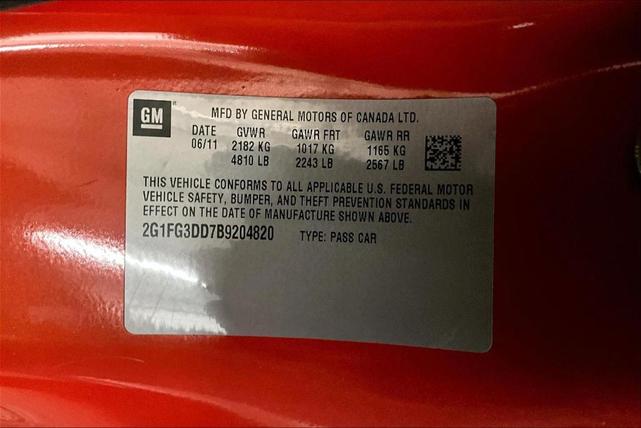 GM
MFD BY GENERAL MOTORS OF CANADA LTD.
DATE GVWR GAWR FRT GAWR RR
06/11 2182 KG 1017 KG 1165 KG
4810 LB 2243 LB 2567 LB
THIS VEHICLE CONFORMS TO ALL APPLICABLE U.S. FEDERAL MOTOR
VEHICLE SAFETY, BUMPER, AND THEFT PREVENTION STANDARDS IN
EFFECT ON THE DATE OF MANUFACTURE SHOWN ABOVE.
2G1FG3DD7B9204820 TYPE: PASS CAR